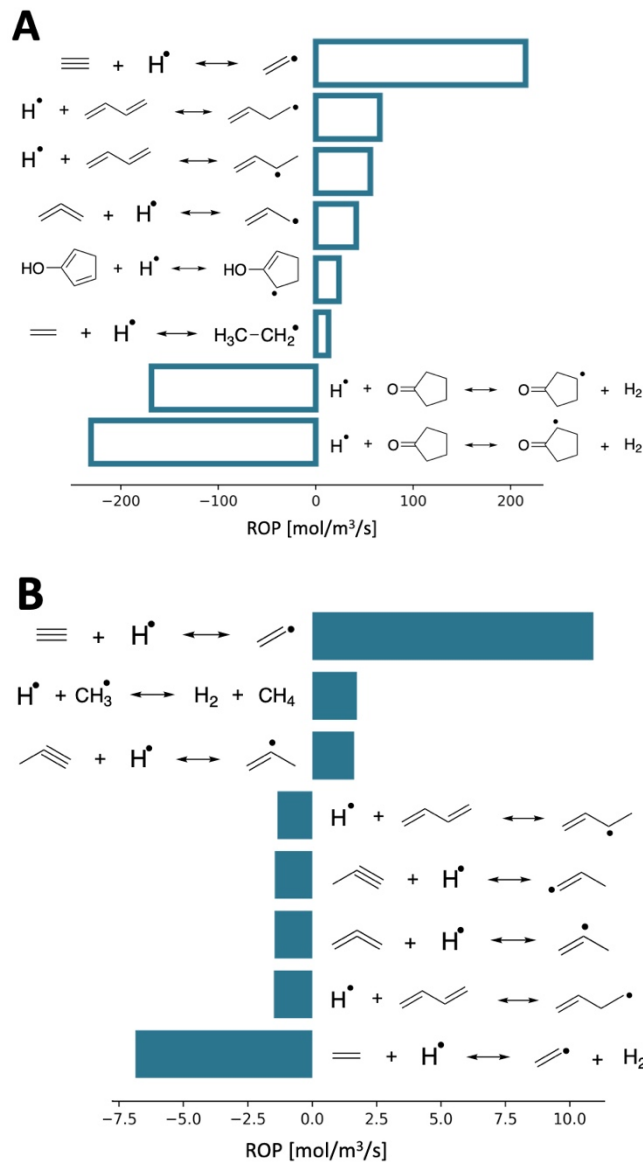 A
+ H• ↔ •
H• + ↔ •
H• + ↔ •
+ H• ↔ •
HO + H• ↔ HO •
+ H• ↔ H₃C−CH₂•
H• + O ↔ O • + H₂
H• + O ↔ O • + H₂
−200 −100 0 100 200
ROP [mol/m³/s]
B
+ H• ↔ •
H• + CH₃• ↔ H₂ + CH₄
+ H• ↔ •
H• + ↔ •
+ H• ↔ •
+ H• ↔ •
H• + ↔ •
+ H• ↔ • + H₂
−7.5 −5.0 −2.5 0.0 2.5 5.0 7.5 10.0
ROP [mol/m³/s]